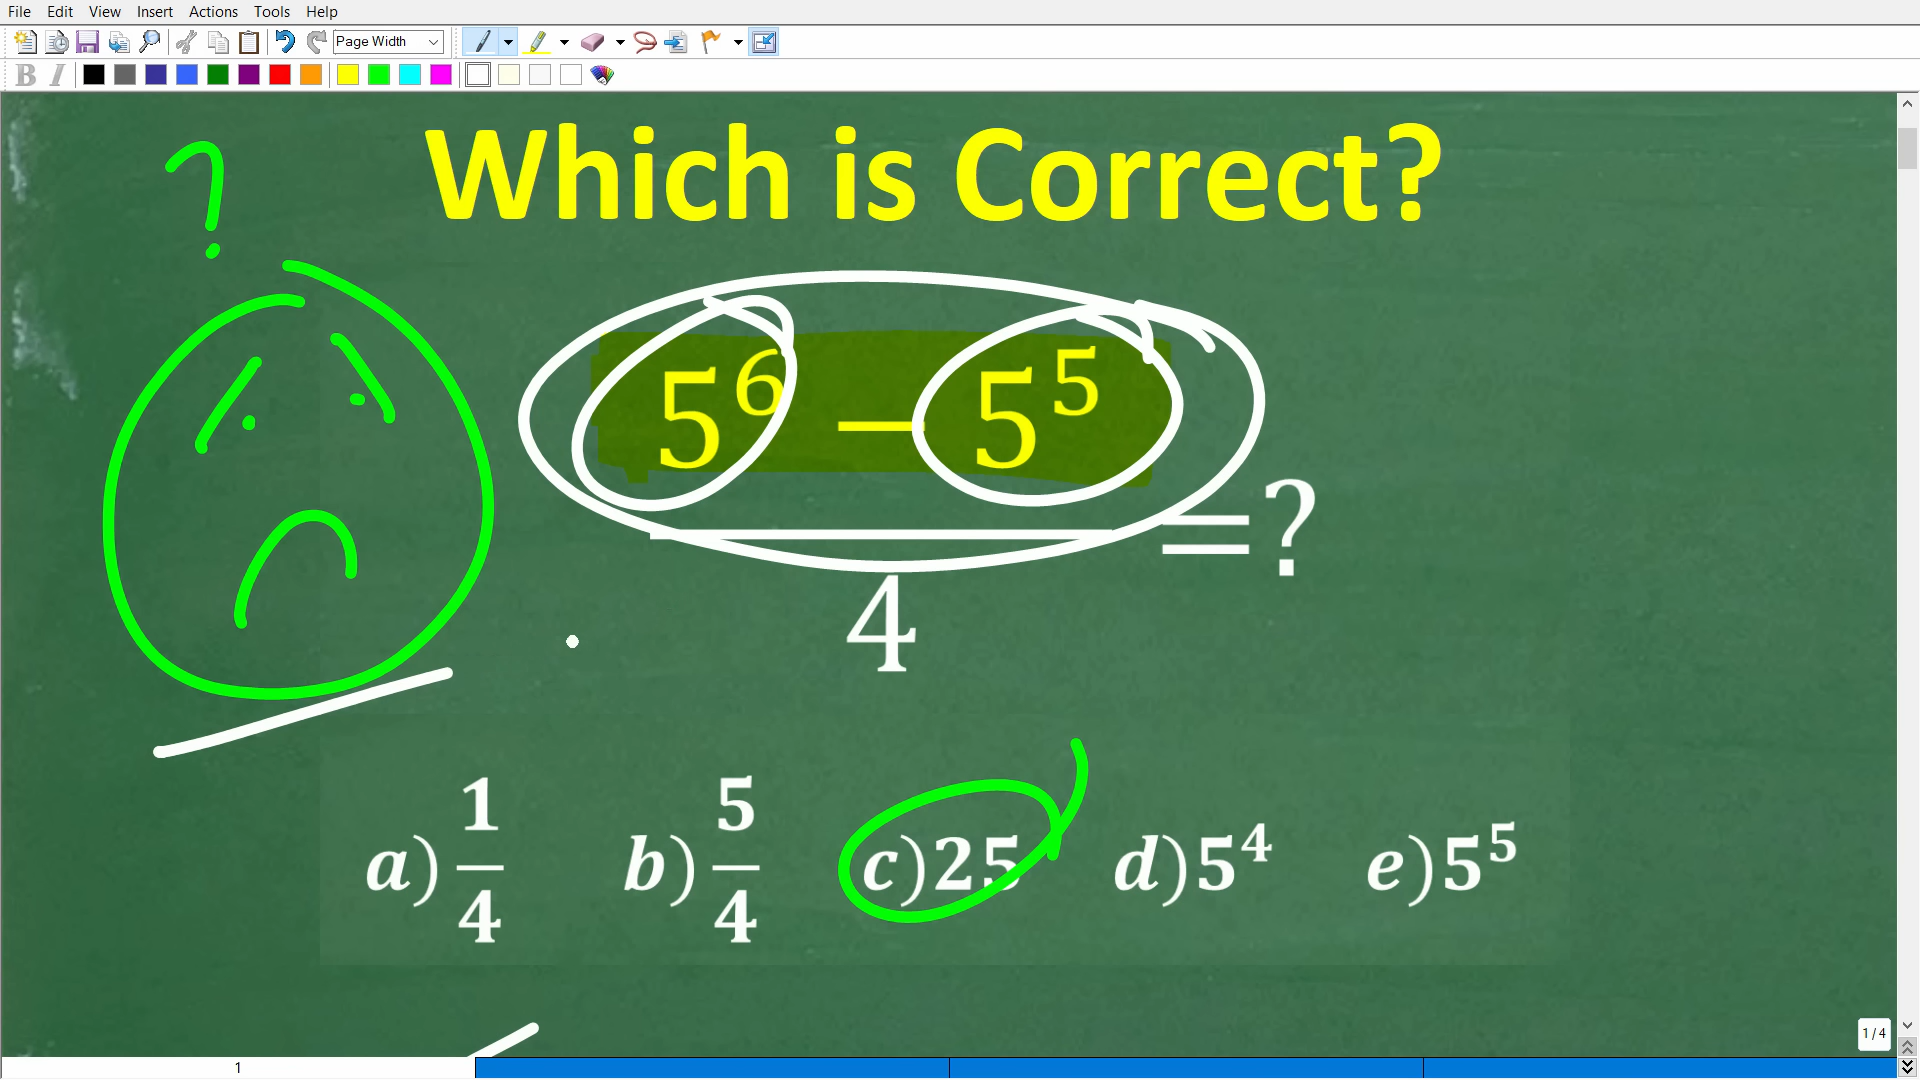 File Edit View Insert Actions Tools Help
Page Width
B I
?
Which is Correct?
5⁶ − 5⁵
=?
4
a) 1/4 b) 5/4 c)25 d)5⁴ e)5⁵
1 / 4
1